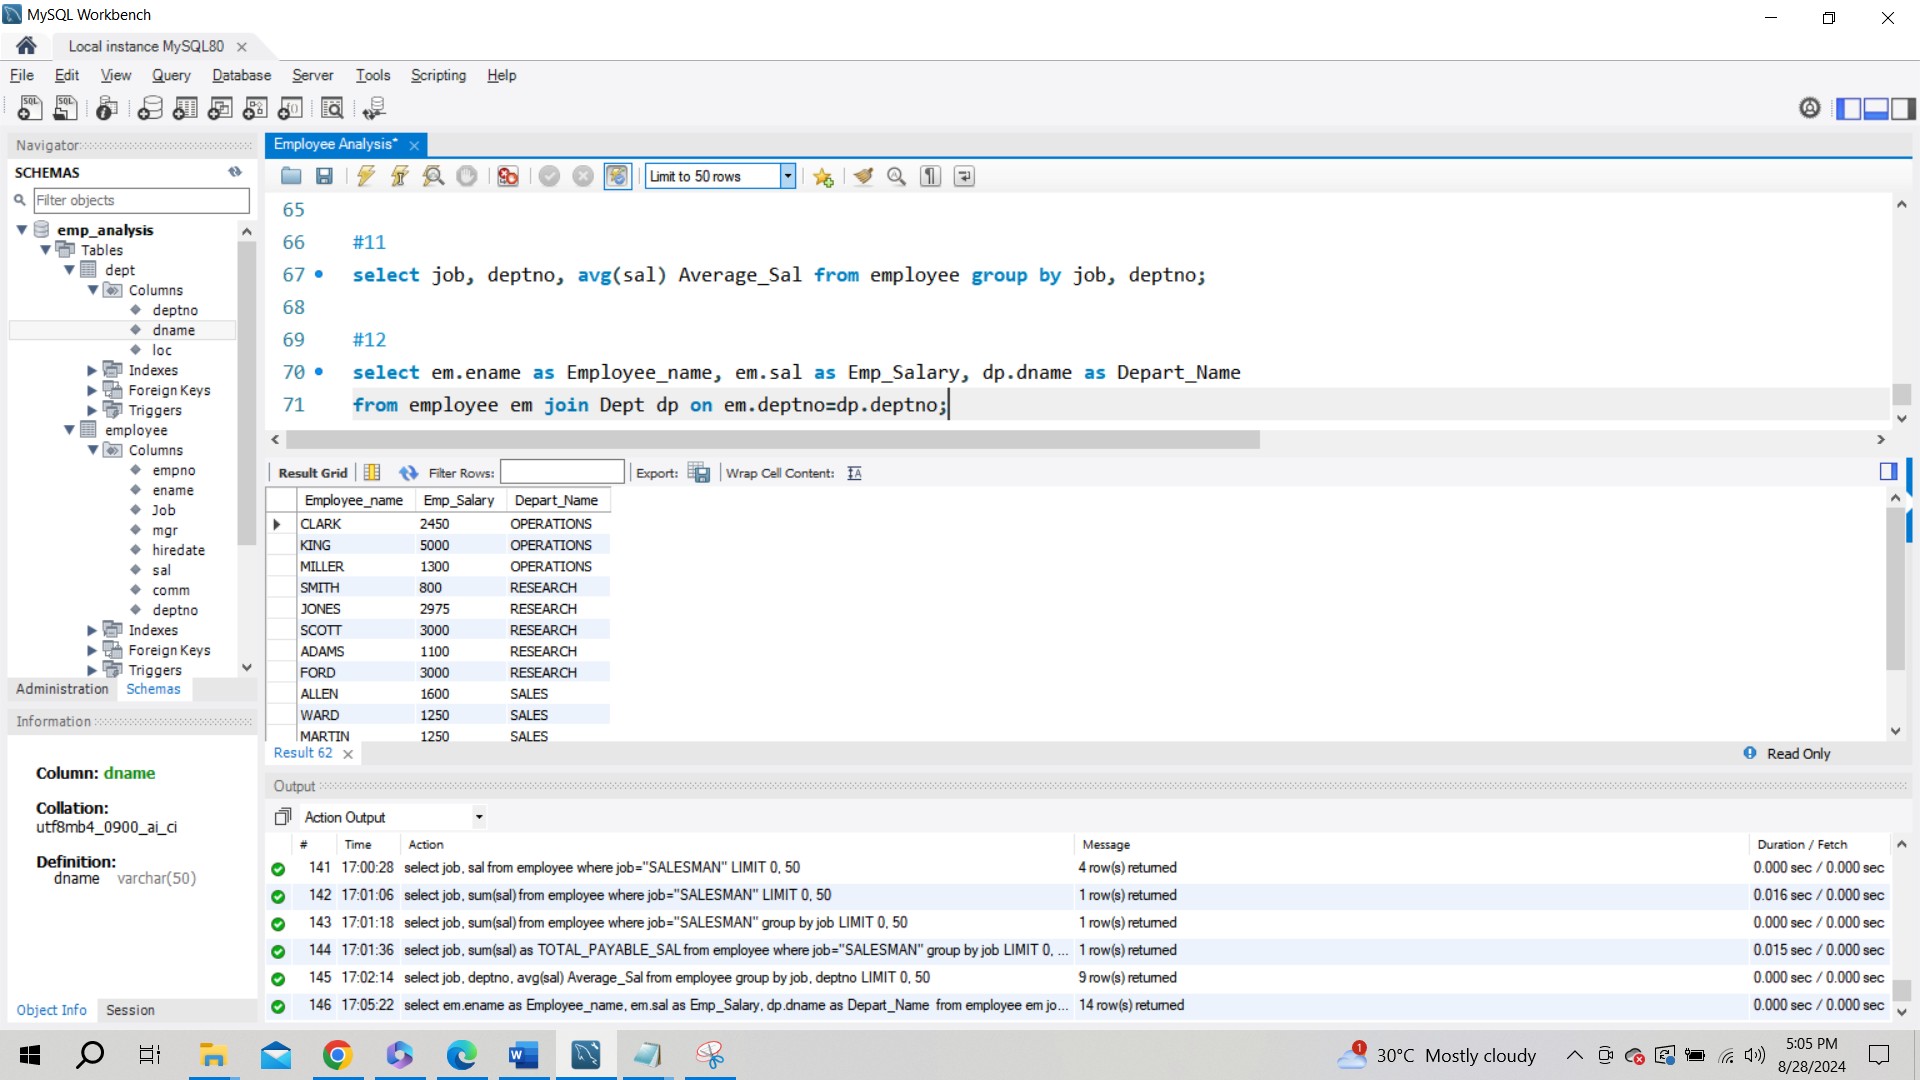 MySQL Workbench
Local instance MySQL80
File Edit View Query Database Server Tools Scripting Help
Navigator
SCHEMAS
Filter objects
emp_analysis
Tables
dept
Columns
deptno
dname
loc
Indexes
Foreign Keys
Triggers
employee
Columns
empno
ename
Job
mgr
hiredate
sal
comm
deptno
Indexes
Foreign Keys
Triggers
Administration Schemas
Information
Column: dname
Collation:
utf8mb4_0900_ai_ci
Definition:
dname varchar(50)
Object Info Session
Employee Analysis*
Limit to 50 rows
65
66 #11
67 select job, deptno, avg(sal) Average_Sal from employee group by job, deptno;
68
69 #12
70 select em.ename as Employee_name, em.sal as Emp_Salary, dp.dname as Depart_Name
71 from employee em join Dept dp on em.deptno=dp.deptno;
Result Grid Filter Rows: Export: Wrap Cell Content:
Employee_name Emp_Salary Depart_Name
CLARK 2450 OPERATIONS
KING 5000 OPERATIONS
MILLER 1300 OPERATIONS
SMITH 800 RESEARCH
JONES 2975 RESEARCH
SCOTT 3000 RESEARCH
ADAMS 1100 RESEARCH
FORD 3000 RESEARCH
ALLEN 1600 SALES
WARD 1250 SALES
MARTIN 1250 SALES
Result 62 Read Only
Output
Action Output
# Time Action Message Duration / Fetch
141 17:00:28 select job, sal from employee where job="SALESMAN" LIMIT 0, 50 4 row(s) returned 0.000 sec / 0.000 sec
142 17:01:06 select job, sum(sal) from employee where job="SALESMAN" LIMIT 0, 50 1 row(s) returned 0.016 sec / 0.000 sec
143 17:01:18 select job, sum(sal) from employee where job="SALESMAN" group by job LIMIT 0, 50 1 row(s) returned 0.000 sec / 0.000 sec
144 17:01:36 select job, sum(sal) as TOTAL_PAYABLE_SAL from employee where job="SALESMAN" group by job LIMIT 0, ... 1 row(s) returned 0.015 sec / 0.000 sec
145 17:02:14 select job, deptno, avg(sal) Average_Sal from employee group by job, deptno LIMIT 0, 50 9 row(s) returned 0.000 sec / 0.000 sec
146 17:05:22 select em.ename as Employee_name, em.sal as Emp_Salary, dp.dname as Depart_Name from employee em jo... 14 row(s) returned 0.000 sec / 0.000 sec
1 30°C Mostly cloudy
5:05 PM
8/28/2024